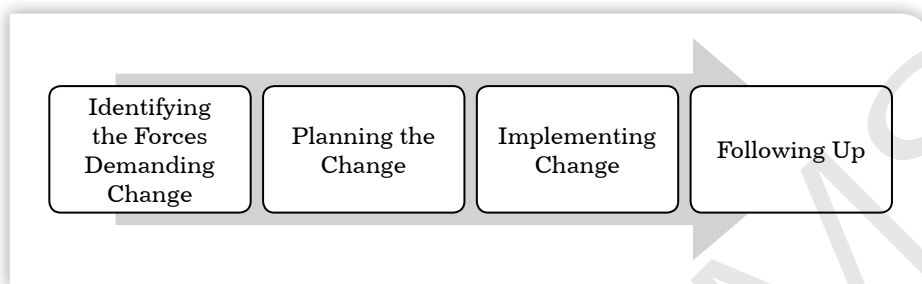 Identifying
the Forces
Demanding
Change
Planning the
Change
Implementing
Change
Following Up